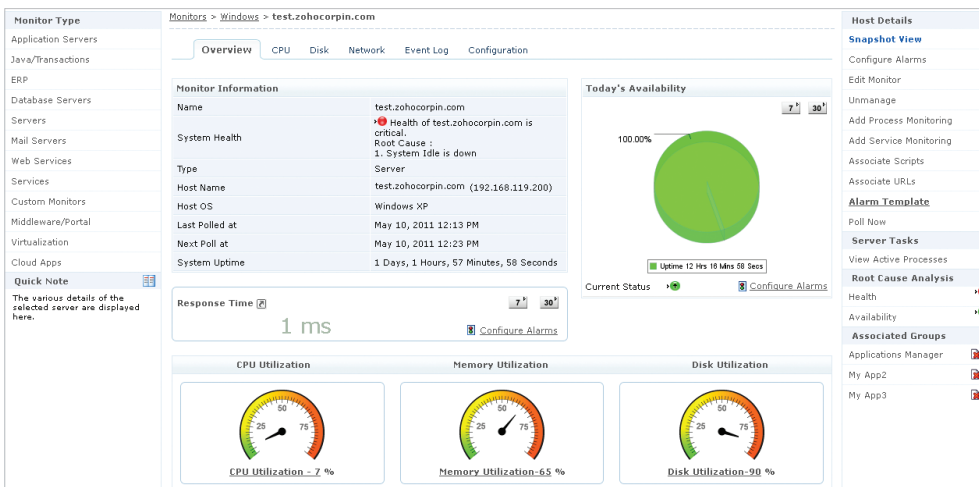 Monitor Type
Application Servers
Java/Transactions
ERP
Database Servers
Servers
Mail Servers
Web Services
Services
Custom Monitors
Middleware/Portal
Virtualization
Cloud Apps
Quick Note
The various details of the
selected server are displayed
here.
Monitors > Windows > test.zohocorpin.com
Overview CPU Disk Network Event Log Configuration
Monitor Information
Name test.zohocorpin.com
System Health Health of test.zohocorpin.com is
critical.
Root Cause :
1. System Idle is down
Type Server
Host Name test.zohocorpin.com (192.168.119.200)
Host OS Windows XP
Last Polled at May 10, 2011 12:13 PM
Next Poll at May 10, 2011 12:23 PM
System Uptime 1 Days, 1 Hours, 57 Minutes, 58 Seconds
Today's Availability
7 30
100.00%
Uptime 12 Hrs 16 Mins 58 Secs
Current Status Configure Alarms
Response Time 7 30
1 ms
Configure Alarms
CPU Utilization Memory Utilization Disk Utilization
25 50 75
25 50 75
25 50 75
CPU Utilization - 7 %
Memory Utilization-65 %
Disk Utilization-90 %
Host Details
Snapshot View
Configure Alarms
Edit Monitor
Unmanage
Add Process Monitoring
Add Service Monitoring
Associate Scripts
Associate URLs
Alarm Template
Poll Now
Server Tasks
View Active Processes
Root Cause Analysis
Health
Availability
Associated Groups
Applications Manager
My App2
My App3